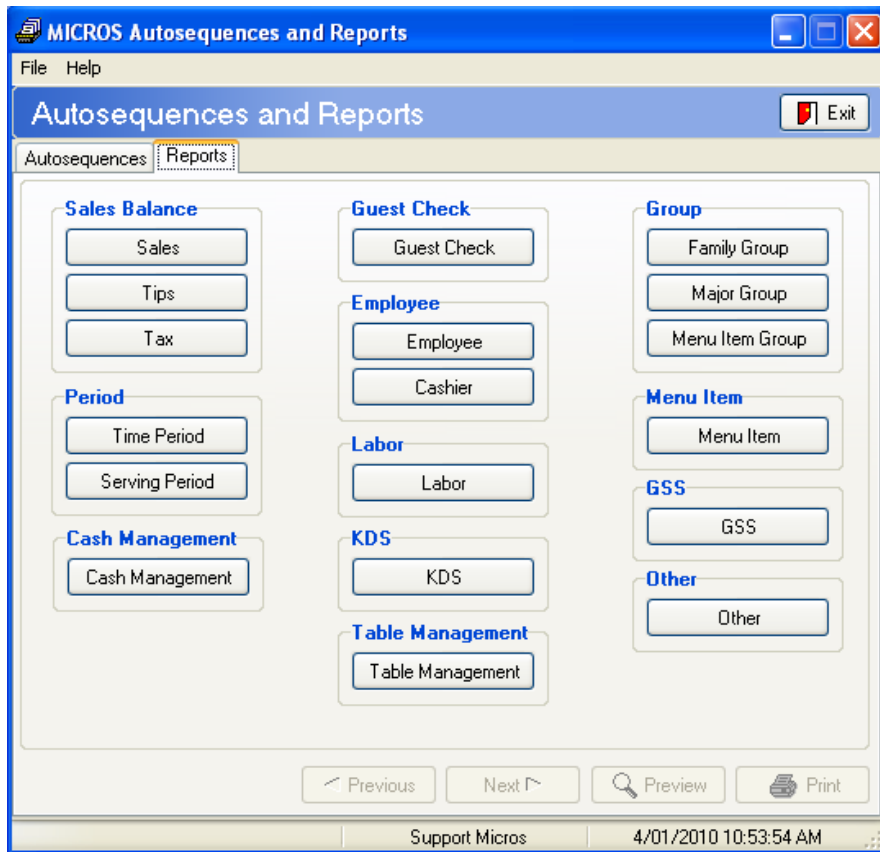 MICROS Autosequences and Reports
File Help
Autosequences and Reports
Exit
Autosequences Reports
Sales Balance
Sales
Tips
Tax
Period
Time Period
Serving Period
Cash Management
Cash Management
Guest Check
Guest Check
Employee
Employee
Cashier
Labor
Labor
KDS
KDS
Table Management
Table Management
Group
Family Group
Major Group
Menu Item Group
Menu Item
Menu Item
GSS
GSS
Other
Other
Previous Next Preview Print
Support Micros 4/01/2010 10:53:54 AM